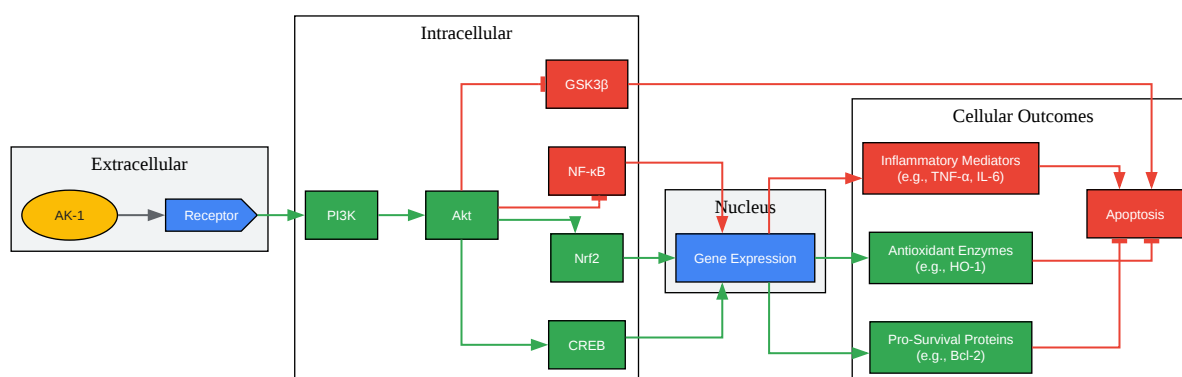 Intracellular
GSK3β
Cellular Outcomes
Extracellular
NF-κB
Inflammatory Mediators
(e.g., TNF-α, IL-6)
AK-1
Receptor
PI3K
Akt
Nucleus
Apoptosis
Nrf2
Gene Expression
Antioxidant Enzymes
(e.g., HO-1)
CREB
Pro-Survival Proteins
(e.g., Bcl-2)